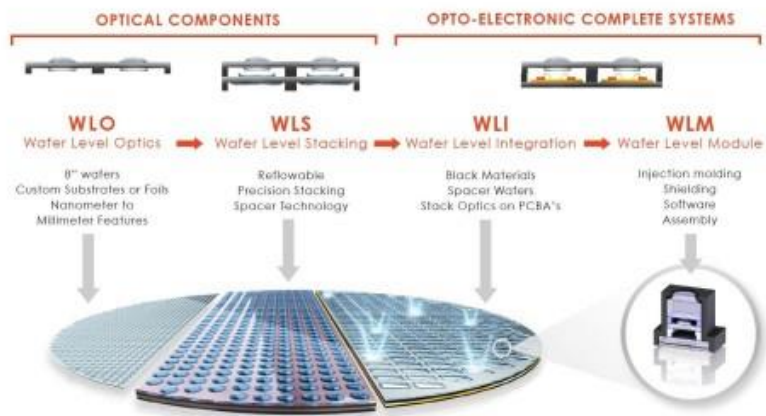 OPTICAL COMPONENTS
OPTO-ELECTRONIC COMPLETE SYSTEMS
WLO
Wafer Level Optics
8" wafers
Custom Substrates or Foils
Nanometer to
Millimeter Features
WLS
Wafer Level Stacking
Reflowable
Precision Stacking
Spacer Technology
WLI
Wafer Level Integration
Black Materials
Spacer Wafers
Stack Optics on PCBA's
WLM
Wafer Level Module
Injection molding
Shielding
Software
Assembly